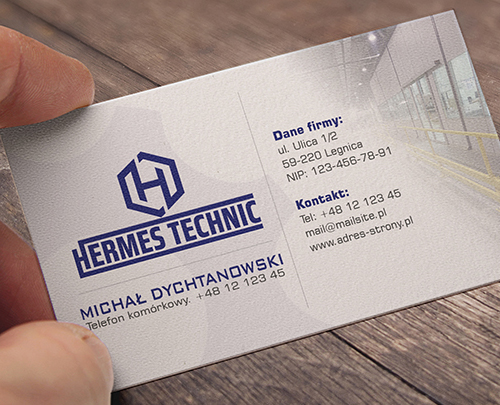 H
HERMES TECHNIC
MICHAŁ DYCHTANOWSKI
Telefon komórkowy. +48 12 123 45
Dane firmy:
ul. Ulica 1/2
59-220 Legnica
NIP: 123-456-78-91
Kontakt:
Tel: +48 12 123 45
mail@mailsite.pl
www.adres-strony.pl